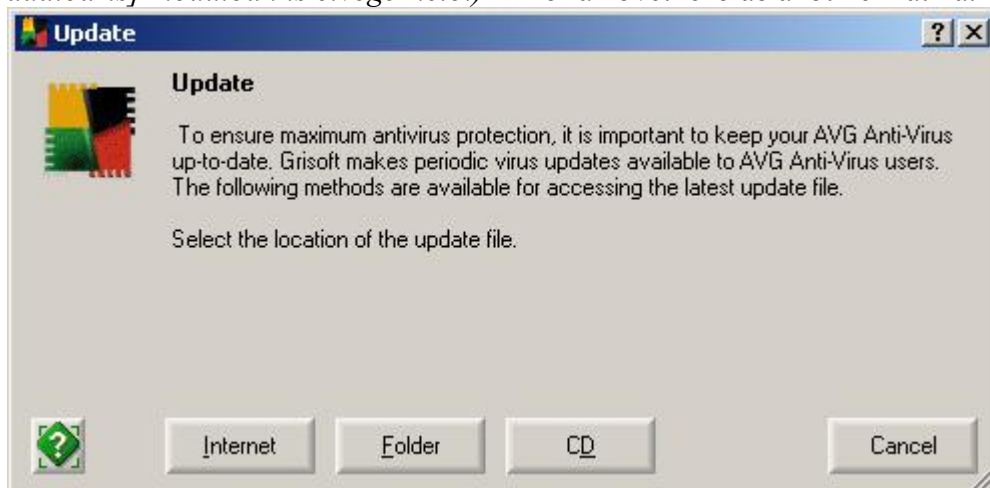 Update
Update
To ensure maximum antivirus protection, it is important to keep your AVG Anti-Virus
up-to-date. Grisoft makes periodic virus updates available to AVG Anti-Virus users.
The following methods are available for accessing the latest update file.
Select the location of the update file.
Internet Folder CD Cancel